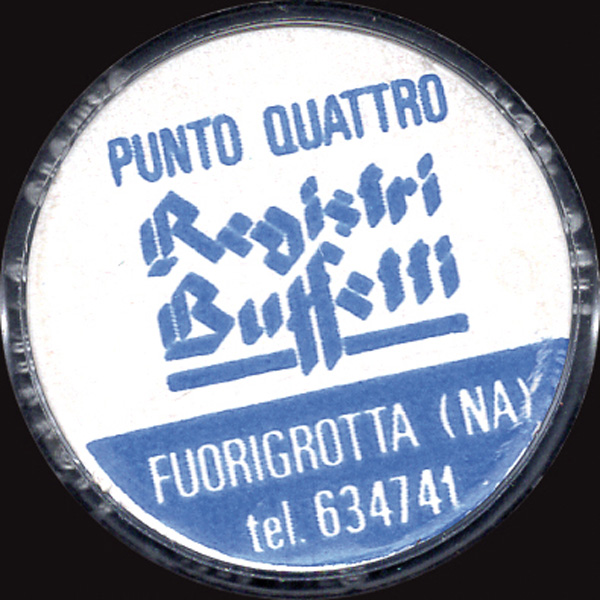 PUNTO QUATTRO
Registri
Buffetti
FUORIGROTTA (NA)
tel. 634741